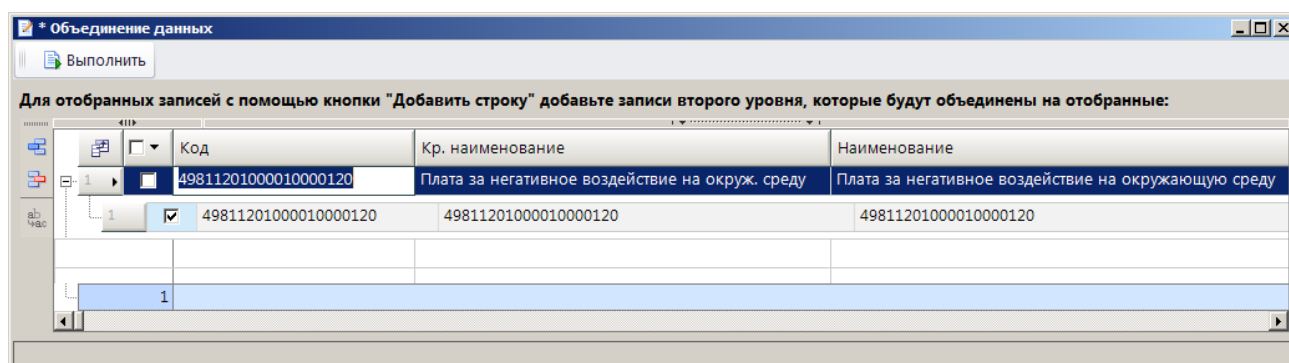 * Объединение данных
Выполнить
Для отобранных записей с помощью кнопки "Добавить строку" добавьте записи второго уровня, которые будут объединены на отобранные:
Код Кр. наименование Наименование
1 49811201000010000120 Плата за негативное воздействие на окруж. среду Плата за негативное воздействие на окружающую среду
1 49811201000010000120 49811201000010000120 49811201000010000120
1
ab
ac